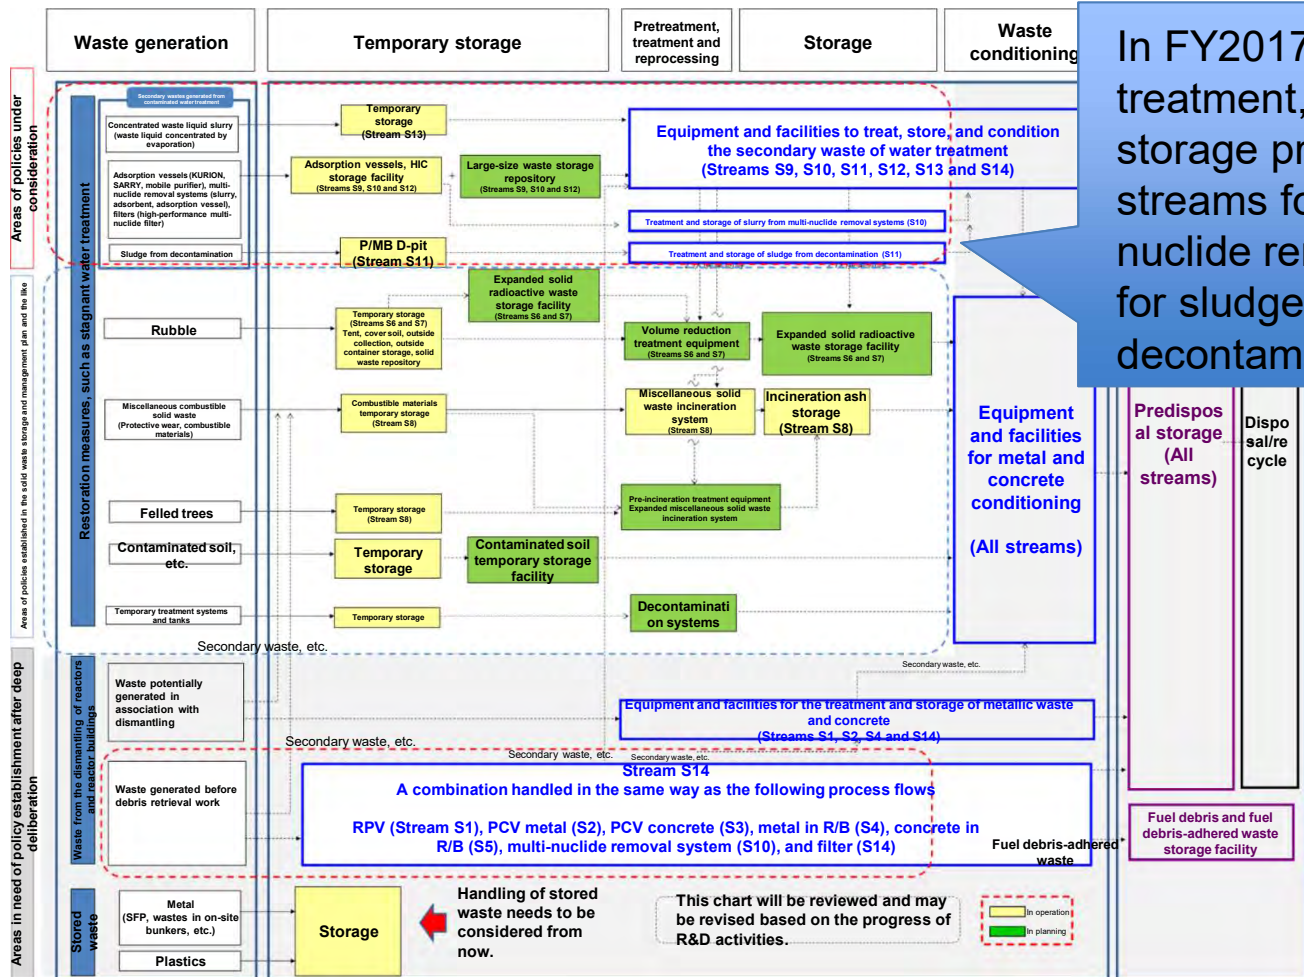 Waste generation
Temporary storage
Pretreatment,
treatment and
reprocessing
Storage
Waste
conditioning
In FY2017
treatment,
storage pr
streams fo
nuclide re
for sludge
decontam
Areas of policies under
consideration
Areas of policies established in the solid waste storage and management plan and the like
Areas in need of policy establishment after deep
deliberation
Restoration measures, such as stagnant water treatment
Waste from the dismantling of reactors
and reactor buildings
Stored
waste
Secondary wastes generated from
contaminated water treatment
Concentrated waste liquid slurry
(waste liquid concentrated by
evaporation)
Temporary
storage
(Stream S13)
Equipment and facilities to treat, store, and condition
the secondary waste of water treatment
(Streams S9, S10, S11, S12, S13 and S14)
Adsorption vessels (KURION,
SARRY, mobile purifier), multi-
nuclide removal systems (slurry,
adsorbent, adsorption vessel),
filters (high-performance multi-
nuclide filter)
Adsorption vessels, HIC
storage facility
(Streams S9, S10 and S12)
+
Large-size waste storage
repository
(Streams S9, S10 and S12)
Treatment and storage of slurry from multi-nuclide removal systems (S10)
Sludge from decontamination
P/MB D-pit
(Stream S11)
Treatment and storage of sludge from decontamination (S11)
Expanded solid
radioactive waste
storage facility
(Streams S6 and S7)
Rubble
Temporary storage
(Streams S6 and S7)
Tent, cover soil, outside
collection, outside
container storage, solid
waste repository
Volume reduction
treatment equipment
(Streams S6 and S7)
Expanded solid radioactive
waste storage facility
(Streams S6 and S7)
Miscellaneous combustible
solid waste
(Protective wear, combustible
materials)
Combustible materials
temporary storage
(Stream S8)
Miscellaneous solid
waste incineration
system
(Stream S8)
Incineration ash
storage
(Stream S8)
Equipment
and facilities
for metal and
concrete
conditioning
(All streams)
Predispos
al storage
(All
streams)
Dispo
sal/re
cycle
Felled trees
Temporary storage
(Stream S8)
Pre-incineration treatment equipment
Expanded miscellaneous solid waste
incineration system
Contaminated soil,
etc.
Temporary
storage
Contaminated soil
temporary storage
facility
Temporary treatment systems
and tanks
Temporary storage
Decontaminati
on systems
Secondary waste, etc.
Secondary waste, etc.
Waste potentially
generated in
association with
dismantling
Equipment and facilities for the treatment and storage of metallic waste
and concrete
(Streams S1, S2, S4 and S14)
Secondary waste, etc.
Secondary waste, etc.
Secondary waste, etc.
Waste generated before
debris retrieval work
Stream S14
A combination handled in the same way as the following process flows
RPV (Stream S1), PCV metal (S2), PCV concrete (S3), metal in R/B (S4), concrete in
R/B (S5), multi-nuclide removal system (S10), and filter (S14)
Fuel debris-adhered
waste
Fuel debris and fuel
debris-adhered waste
storage facility
Metal
(SFP, wastes in on-site
bunkers, etc.)
Plastics
Storage
Handling of stored
waste needs to be
considered from
now.
This chart will be reviewed and may
be revised based on the progress of
R&D activities.
In operation
In planning